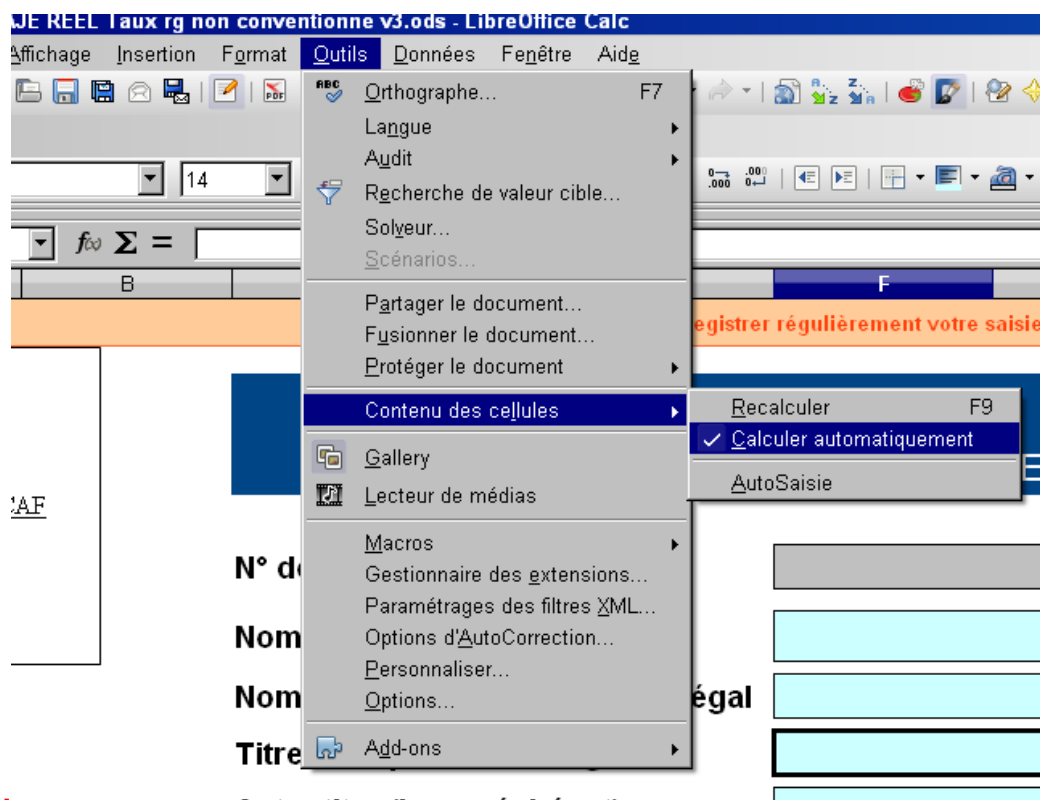 AJE REEL Taux rg non conventionne v3.ods - LibreOffice Calc
Affichage Insertion Format Outils Données Fenêtre Aide
14
Orthographe... F7
Langue
Audit
Recherche de valeur cible...
Solveur...
Scénarios...
Partager le document...
Fusionner le document...
Protéger le document
Contenu des cellules
Gallery
Lecteur de médias
Macros
Gestionnaire des extensions...
Paramétrages des filtres XML...
Options d'AutoCorrection...
Personnaliser...
Options...
Add-ons
Recalculer F9
Calculer automatiquement
AutoSaisie
B F
egistrer régulièrement votre saisie
CAF
N° d
Nom
Nom égal
Titre